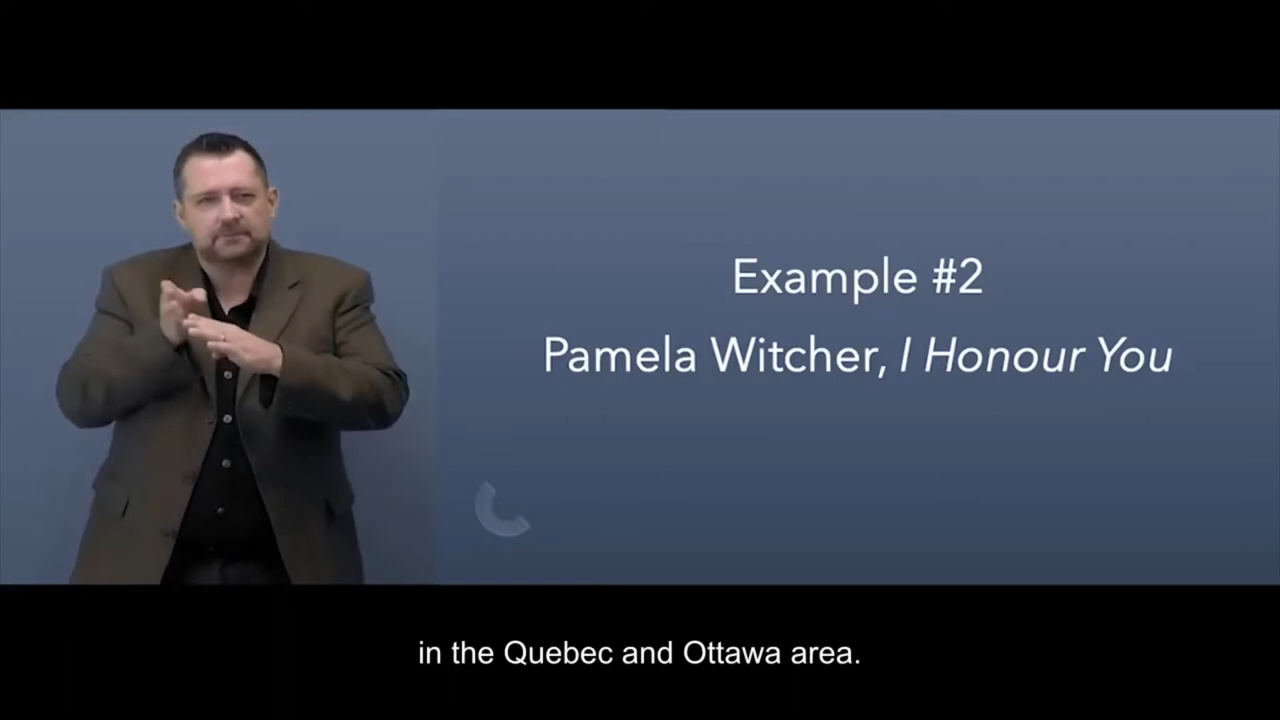 Example #2
Pamela Witcher, I Honour You
in the Quebec and Ottawa area.